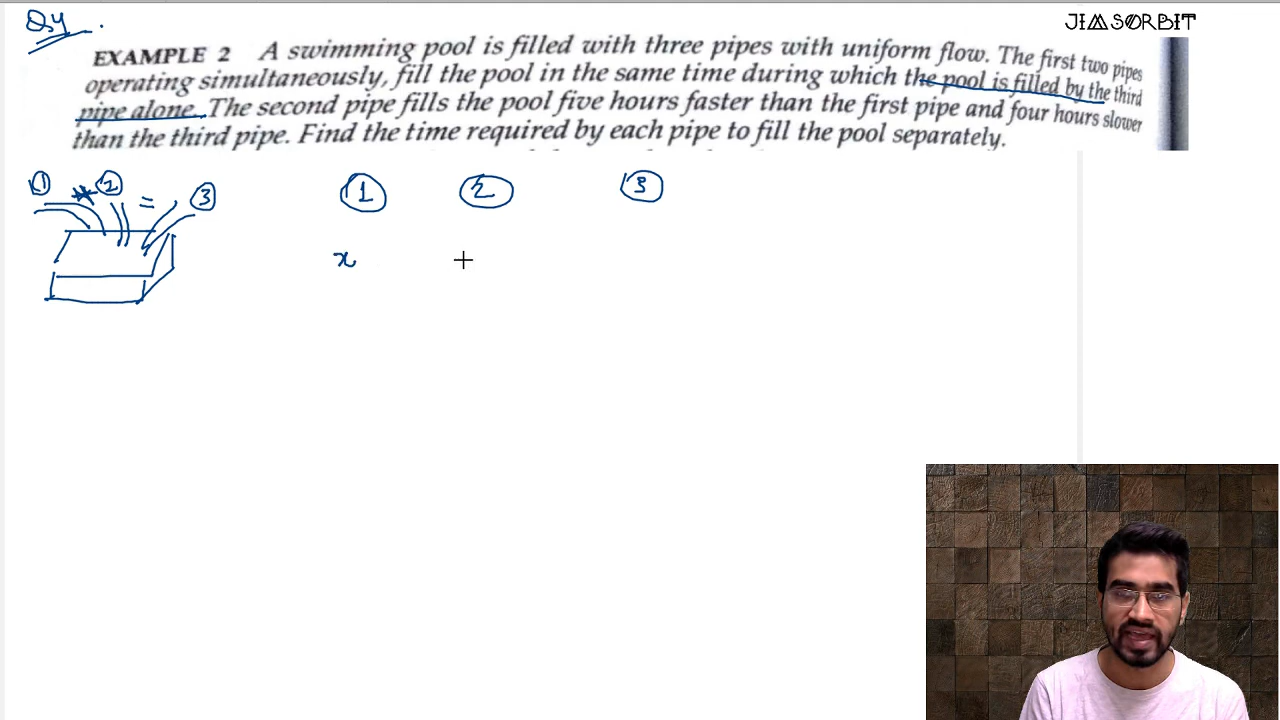 Q4.
JIMSORBIT
EXAMPLE 2 A swimming pool is filled with three pipes with uniform flow. The first two pipes
operating simultaneously, fill the pool in the same time during which the pool is filled by the third
pipe alone. The second pipe fills the pool five hours faster than the first pipe and four hours slower
than the third pipe. Find the time required by each pipe to fill the pool separately.
1 2 = 3
1 2 3
x